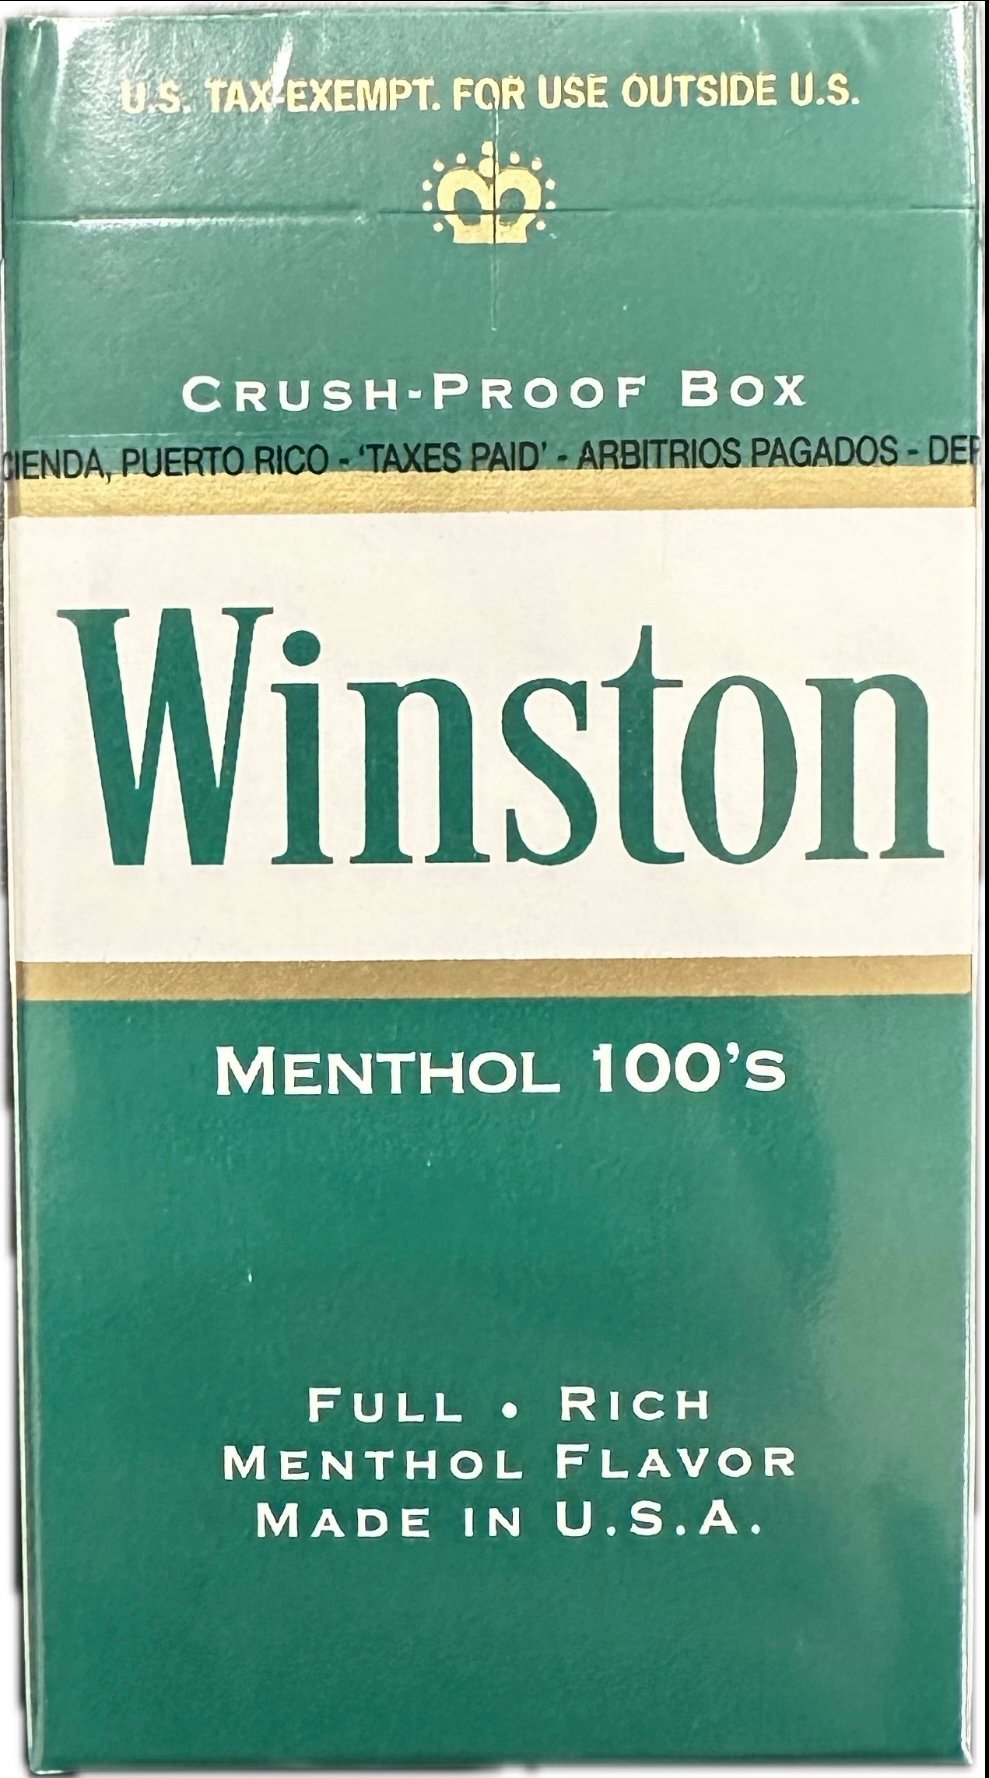 U.S. TAX-EXEMPT. FOR USE OUTSIDE U.S.
CRUSH-PROOF BOX
CIENDA, PUERTO RICO - 'TAXES PAID' - ARBITRIOS PAGADOS - DEP
Winston
MENTHOL 100'S
FULL • RICH
MENTHOL FLAVOR
MADE IN U.S.A.